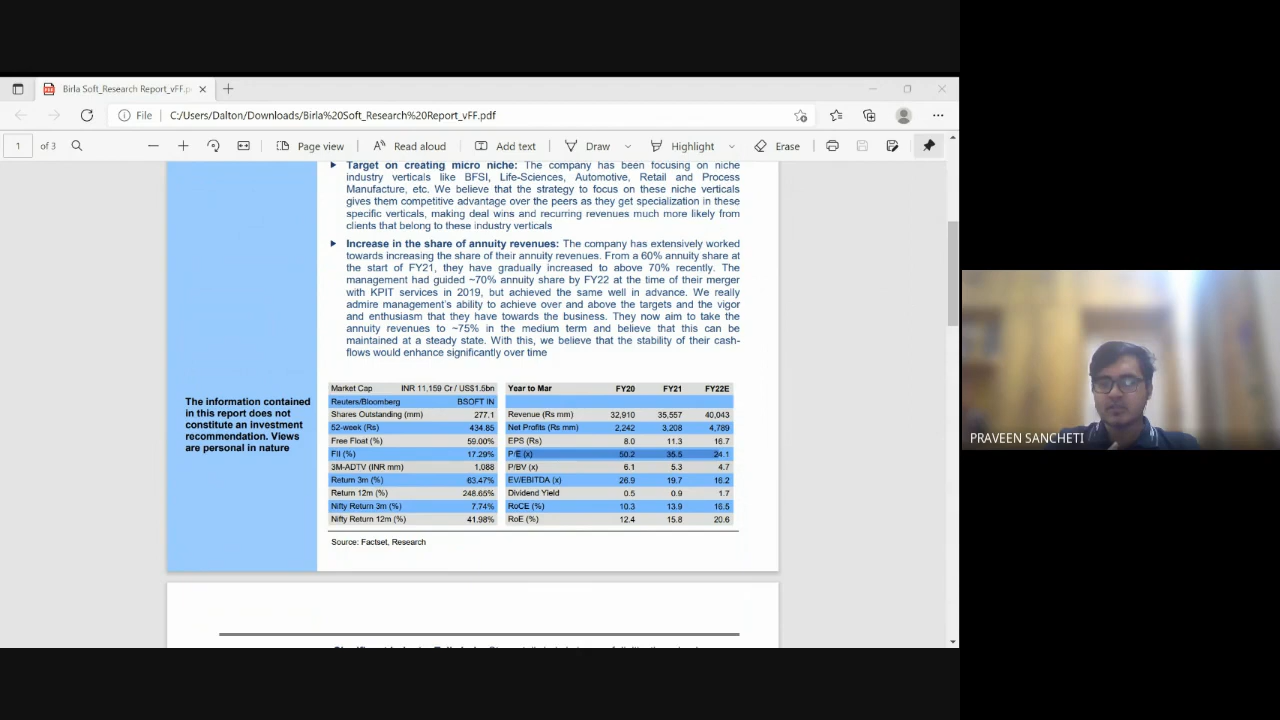 Birla Soft_Research Report_vFF.p
File
C:/Users/Dalton/Downloads/Birla%20Soft_Research%20Report_vFF.pdf
1 of 3
Page view
Read aloud
Add text
Draw
Highlight
Erase
Target on creating micro niche: The company has been focusing on niche
industry verticals like BFSI, Life-Sciences, Automotive, Retail and Process
Manufacture, etc. We believe that the strategy to focus on these niche verticals
gives them competitive advantage over the peers as they get specialization in these
specific verticals, making deal wins and recurring revenues much more likely from
clients that belong to these industry verticals
Increase in the share of annuity revenues: The company has extensively worked
towards increasing the share of their annuity revenues. From a 60% annuity share at
the start of FY21, they have gradually increased to above 70% recently. The
management had guided ~70% annuity share by FY22 at the time of their merger
with KPIT services in 2019, but achieved the same well in advance. We really
admire management's ability to achieve over and above the targets and the vigor
and enthusiasm that they have towards the business. They now aim to take the
annuity revenues to ~75% in the medium term and believe that this can be
maintained at a steady state. With this, we believe that the stability of their cash-
flows would enhance significantly over time
The information contained
in this report does not
constitute an investment
recommendation. Views
are personal in nature
Market Cap INR 11,159 Cr / US$1.5bn
Reuters/Bloomberg BSOFT IN
Shares Outstanding (mm) 277.1
52-week (Rs) 434.85
Free Float (%) 59.00%
FII (%) 17.29%
3M-ADTV (INR mm) 1,088
Return 3m (%) 63.47%
Return 12m (%) 248.65%
Nifty Return 3m (%) 7.74%
Nifty Return 12m (%) 41.98%
Year to Mar FY20 FY21 FY22E
Revenue (Rs mm) 32,910 35,557 40,043
Net Profits (Rs mm) 2,242 3,208 4,789
EPS (Rs) 8.0 11.3 16.7
P/E (x) 50.2 35.5 24.1
P/BV (x) 6.1 5.3 4.7
EV/EBITDA (x) 26.9 19.7 16.2
Dividend Yield 0.5 0.9 1.7
RoCE (%) 10.3 13.9 16.5
RoE (%) 12.4 15.8 20.6
Source: Factset, Research
PRAVEEN SANCHETI